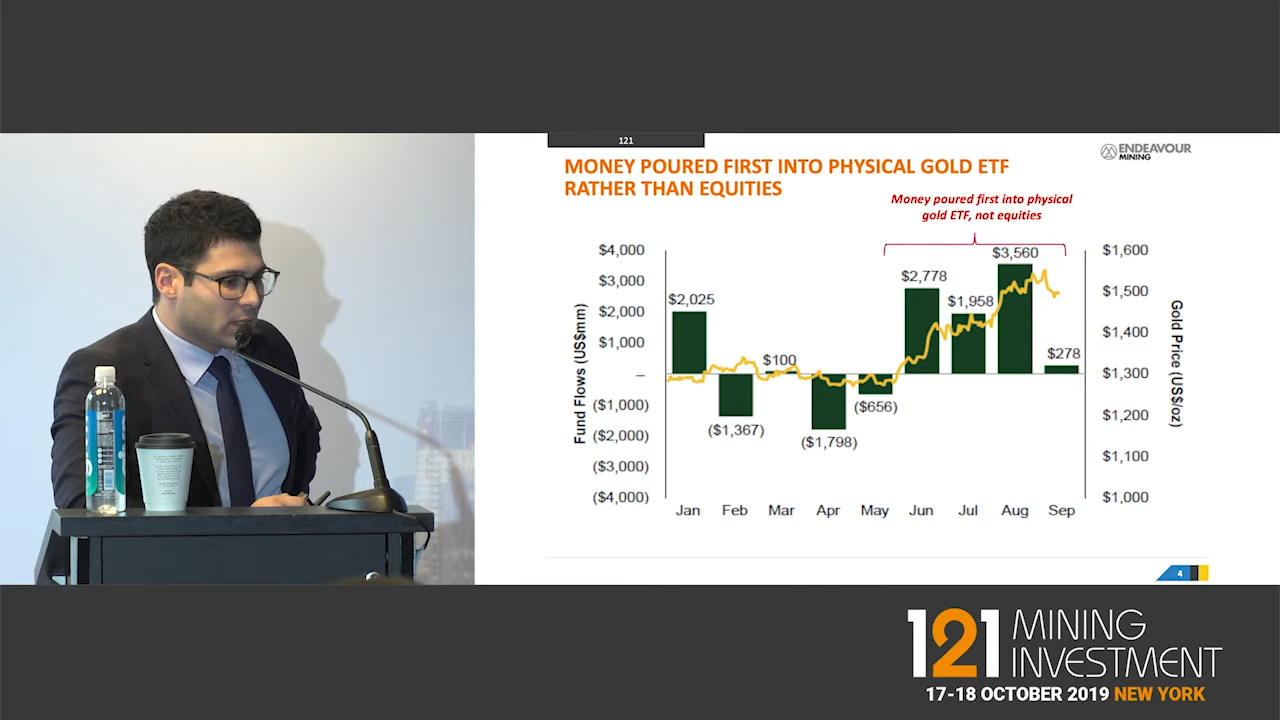 121
ENDEAVOUR
MINING
MONEY POURED FIRST INTO PHYSICAL GOLD ETF
RATHER THAN EQUITIES
Money poured first into physical
gold ETF, not equities
Fund Flows (US$mm)
$4,000
$3,000
$2,000
$1,000
–
($1,000)
($2,000)
($3,000)
($4,000)
$2,025
($1,367)
$100
($1,798)
($656)
$2,778
$1,958
$3,560
$278
$1,600
$1,500
$1,400
$1,300
$1,200
$1,100
$1,000
Gold Price (US$/oz)
Jan Feb Mar Apr May Jun Jul Aug Sep
4
121 MINING
INVESTMENT
17-18 OCTOBER 2019 NEW YORK